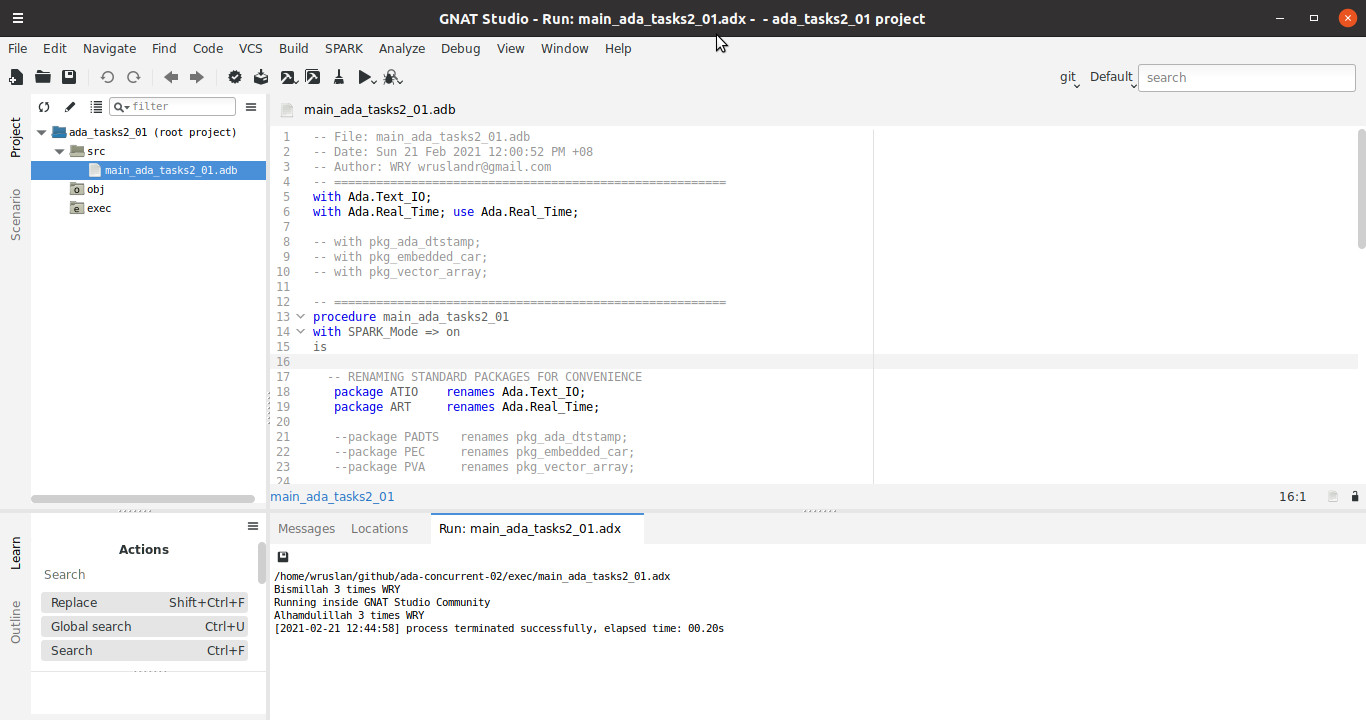 GNAT Studio - Run: main_ada_tasks2_01.adx -  - ada_tasks2_01 project
File Edit Navigate Find Code VCS Build SPARK Analyze Debug View Window Help
git Default search
Project
Scenario
filter
ada_tasks2_01 (root project)
src
main_ada_tasks2_01.adb
obj
exec
main_ada_tasks2_01.adb
1 -- File: main_ada_tasks2_01.adb
2 -- Date: Sun 21 Feb 2021 12:00:52 PM +08
3 -- Author: WRY wruslandr@gmail.com
4 -- ========================================================
5 with Ada.Text_IO;
6 with Ada.Real_Time; use Ada.Real_Time;
7
8 -- with pkg_ada_dtstamp;
9 -- with pkg_embedded_car;
10 -- with pkg_vector_array;
11
12 -- ========================================================
13 procedure main_ada_tasks2_01
14 with SPARK_Mode => on
15 is
16
17 -- RENAMING STANDARD PACKAGES FOR CONVENIENCE
18 package ATIO    renames Ada.Text_IO;
19 package ART     renames Ada.Real_Time;
20
21 --package PADTS   renames pkg_ada_dtstamp;
22 --package PEC     renames pkg_embedded_car;
23 --package PVA     renames pkg_vector_array;
24
main_ada_tasks2_01 16:1
Learn
Outline
Actions
Search
Replace Shift+Ctrl+F
Global search Ctrl+U
Search Ctrl+F
Messages Locations Run: main_ada_tasks2_01.adx
/home/wruslan/github/ada-concurrent-02/exec/main_ada_tasks2_01.adx
Bismillah 3 times WRY
Running inside GNAT Studio Community
Alhamdulillah 3 times WRY
[2021-02-21 12:44:58] process terminated successfully, elapsed time: 00.20s